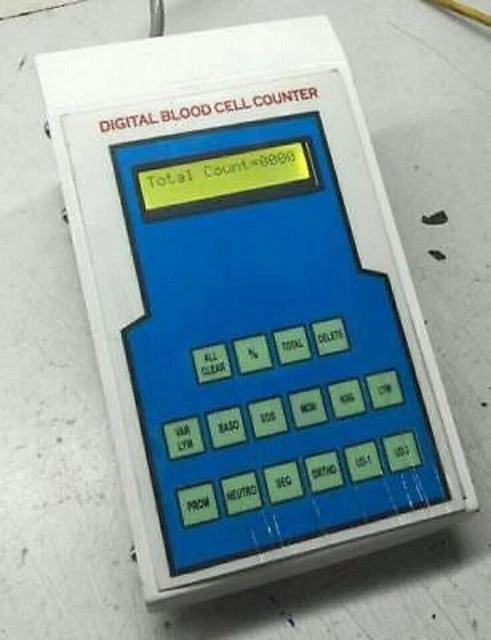 DIGITAL BLOOD CELL COUNTER
Total Count=0000
ALL CLEAR % TOTAL DELETE
VAR LYM BASO EOS MON NRG LYM
PROM NEUTRO SEG ORTHO UD-1 UD 2